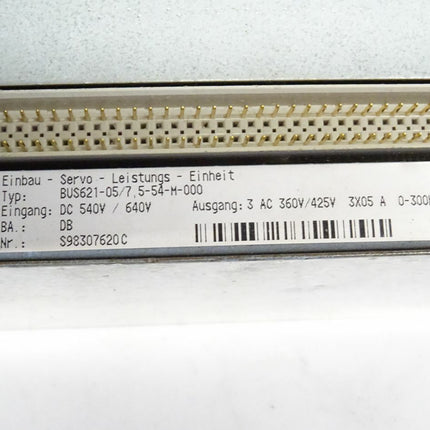 Einbau - Servo - Leistungs - Einheit
Typ: BUS621-05/7,5-54-M-000
Eingang: DC 540V / 640V Ausgang: 3 AC 360V/425V 3X05 A 0-300H
BA.: DB
Nr.: S98307620C